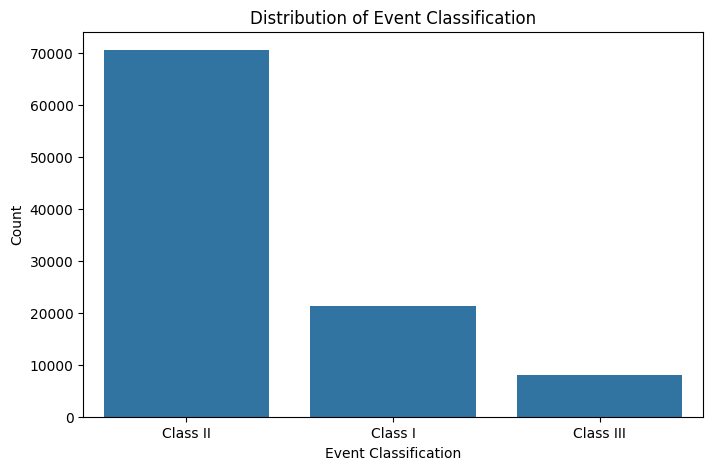 Distribution of Event Classification
Count
70000
60000
50000
40000
30000
20000
10000
0
Class II
Class I
Class III
Event Classification